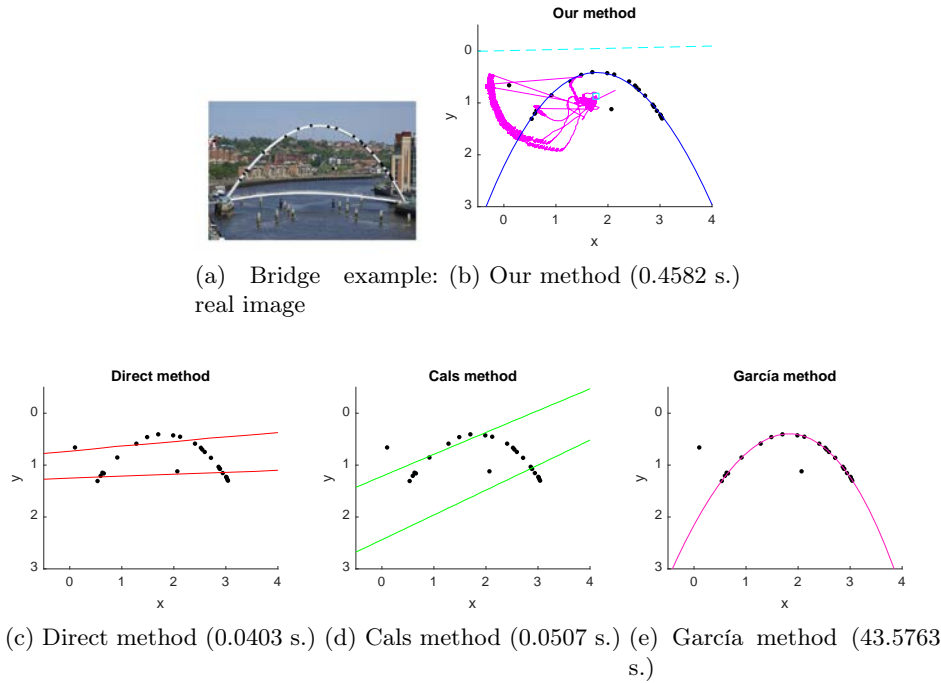 Our method
0
1
2
3
y
0
1
2
3
4
x
(a) Bridge example: real image
(b) Our method (0.4582 s.)
Direct method
0
1
2
3
y
0
1
2
3
4
x
Cals method
0
1
2
3
y
0
1
2
3
4
x
García method
0
1
2
3
y
0
1
2
3
4
x
(c) Direct method (0.0403 s.)
(d) Cals method (0.0507 s.)
(e) García method (43.5763 s.)